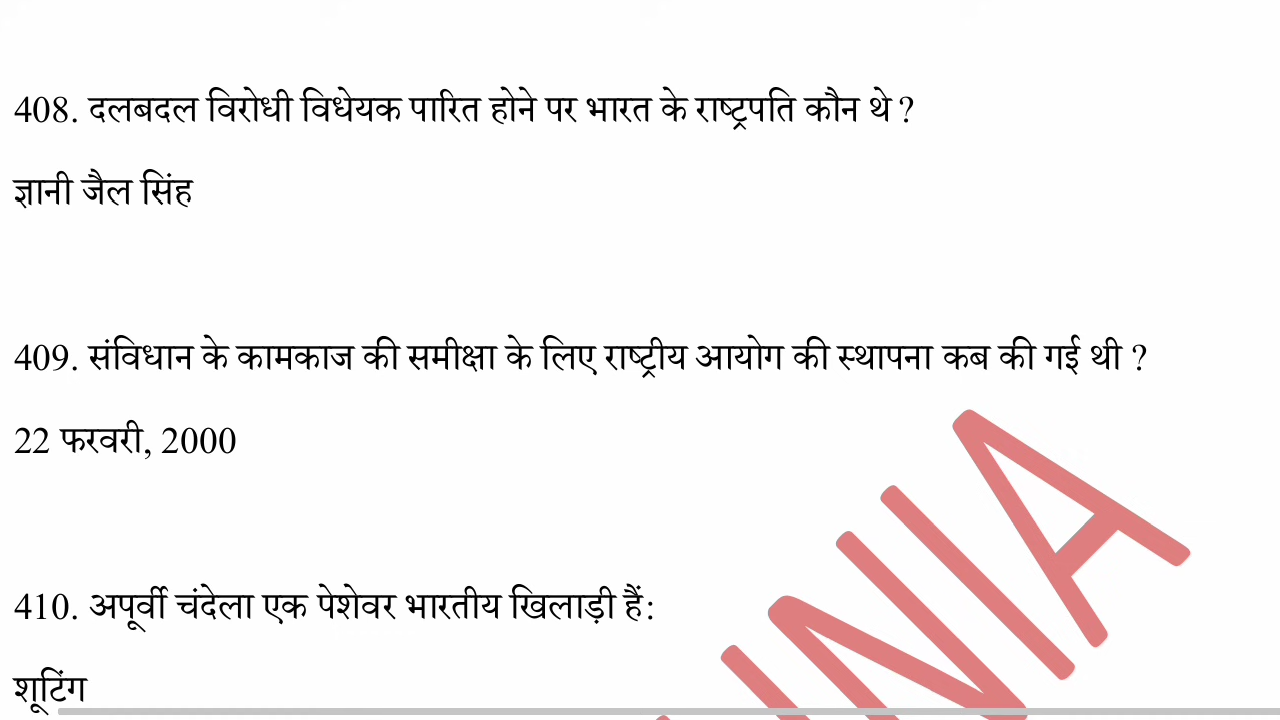 408. दलबदल विरोधी विधेयक पारित होने पर भारत के राष्ट्रपति कौन थे ?
ज्ञानी जैल सिंह
409. संविधान के कामकाज की समीक्षा के लिए राष्ट्रीय आयोग की स्थापना कब की गई थी ?
22 फरवरी, 2000
410. अपूर्वी चंदेला एक पेशेवर भारतीय खिलाड़ी हैं:
शूटिंग